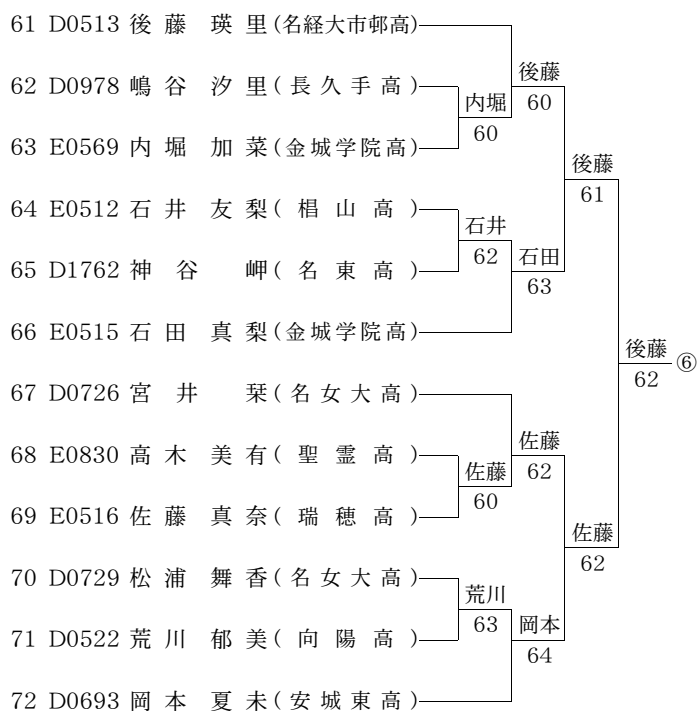 61 D0513 後藤 瑛里(名経大市邨高)
後藤
62 D0978 嶋谷 汐里(長久手高)
内堀
60
60
63 E0569 内堀 加菜(金城学院高)
後藤
61
64 E0512 石井 友梨(椙山高)
石井
62
石田
65 D1762 神谷 岬(名東高)
63
66 E0515 石田 真梨(金城学院高)
後藤
⑥
62
67 D0726 宮井 栞(名女大高)
佐藤
68 E0830 高木 美有(聖霊高)
佐藤
62
60
69 E0516 佐藤 真奈(瑞穂高)
佐藤
62
70 D0729 松浦 舞香(名女大高)
荒川
63
岡本
71 D0522 荒川 郁美(向陽高)
64
72 D0693 岡本 夏未(安城東高)